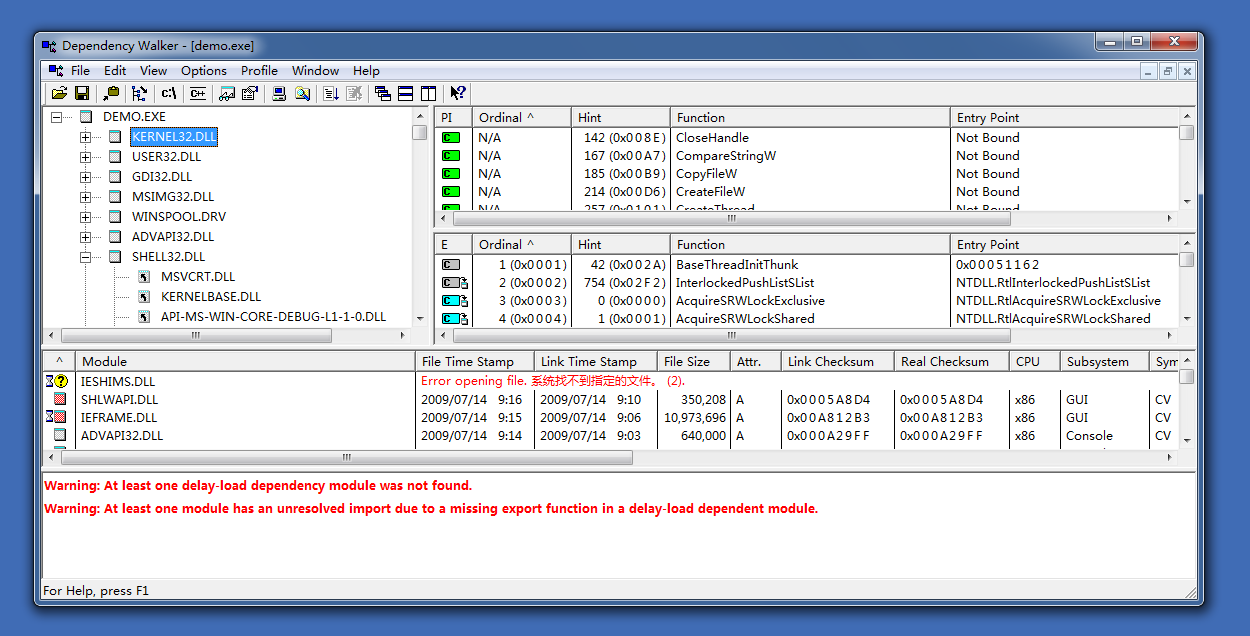 Dependency Walker - [demo.exe]
File Edit View Options Profile Window Help
c:\ C++
DEMO.EXE
KERNEL32.DLL
USER32.DLL
GDI32.DLL
MSIMG32.DLL
WINSPOOL.DRV
ADVAPI32.DLL
SHELL32.DLL
MSVCRT.DLL
KERNELBASE.DLL
API-MS-WIN-CORE-DEBUG-L1-1-0.DLL
PI Ordinal ^ Hint Function Entry Point
C N/A 142 (0x008E) CloseHandle Not Bound
C N/A 167 (0x00A7) CompareStringW Not Bound
C N/A 185 (0x00B9) CopyFileW Not Bound
C N/A 214 (0x00D6) CreateFileW Not Bound
C N/A 257 (0x0101) CreateThread Not Bound
E Ordinal ^ Hint Function Entry Point
C 1 (0x0001) 42 (0x002A) BaseThreadInitThunk 0x00051162
C 2 (0x0002) 754 (0x02F2) InterlockedPushListSList NTDLL.RtlInterlockedPushListSList
C 3 (0x0003) 0 (0x0000) AcquireSRWLockExclusive NTDLL.RtlAcquireSRWLockExclusive
C 4 (0x0004) 1 (0x0001) AcquireSRWLockShared NTDLL.RtlAcquireSRWLockShared
^ Module File Time Stamp Link Time Stamp File Size Attr. Link Checksum Real Checksum CPU Subsystem Sym
? IESHIMS.DLL Error opening file. 系统找不到指定的文件。 (2).
SHLWAPI.DLL 2009/07/14 9:16 2009/07/14 9:10 350,208 A 0x0005A8D4 0x0005A8D4 x86 GUI CV
IEFRAME.DLL 2009/07/14 9:15 2009/07/14 9:06 10,973,696 A 0x00A812B3 0x00A812B3 x86 GUI CV
ADVAPI32.DLL 2009/07/14 9:14 2009/07/14 9:03 640,000 A 0x000A29FF 0x000A29FF x86 Console CV
Warning: At least one delay-load dependency module was not found.
Warning: At least one module has an unresolved import due to a missing export function in a delay-load dependent module.
For Help, press F1